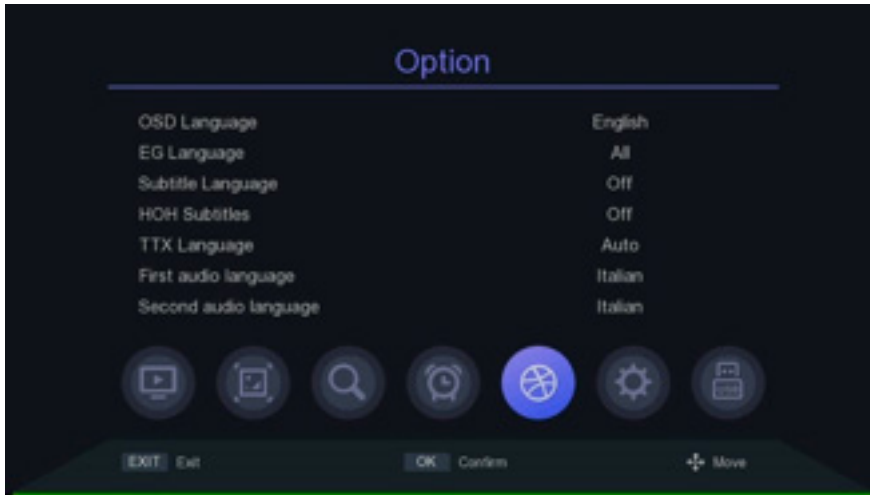 Option
OSD Language English
EG Language All
Subtitle Language Off
HOH Subtitles Off
TTX Language Auto
First audio language Italian
Second audio language Italian
USB
EXIT Exit OK Confirm Move